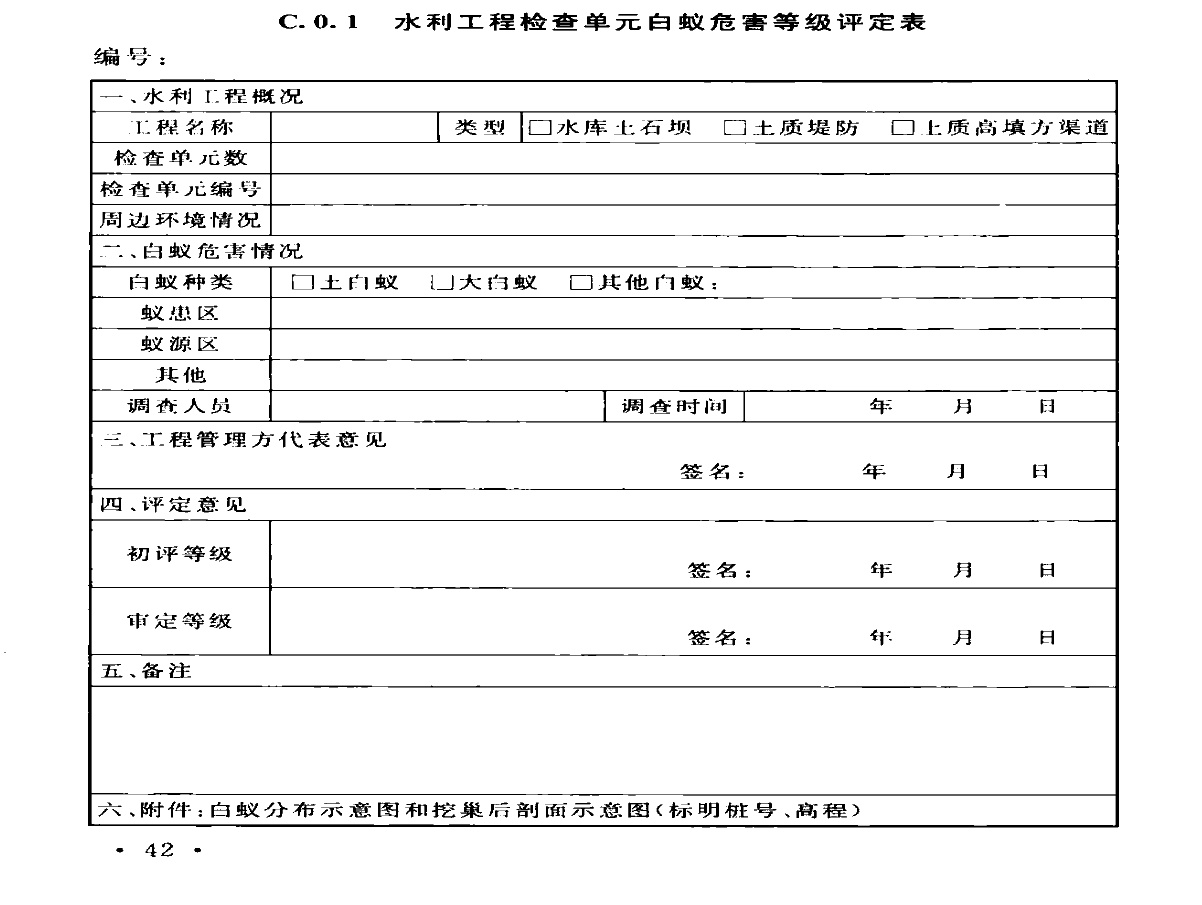 C.0.1 水利工程检查单元白蚁危害等级评定表
编号:
一、水利工程概况
工程名称 类型 □水库土石坝 □土质堤防 □土质高填方渠道
检查单元数
检查单元编号
周边环境情况
二、白蚁危害情况
白蚁种类 □土白蚁 □大白蚁 □其他白蚁:
蚁患区
蚁源区
其他
调查人员 调查时间 年 月 日
三、工程管理方代表意见
签名: 年 月 日
四、评定意见
初评等级
签名: 年 月 日
审定等级
签名: 年 月 日
五、备注
六、附件:白蚁分布示意图和挖巢后剖面示意图(标明桩号、高程)
· 42 ·